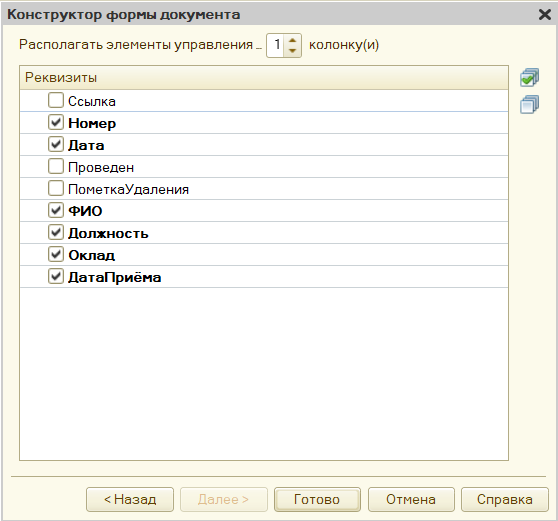 Конструктор формы документа
Располагать элементы управления .. 1 колонку(и)
Реквизиты
Ссылка
Номер
Дата
Проведен
ПометкаУдаления
ФИО
Должность
Оклад
ДатаПриёма
< Назад Далее > Готово Отмена Справка